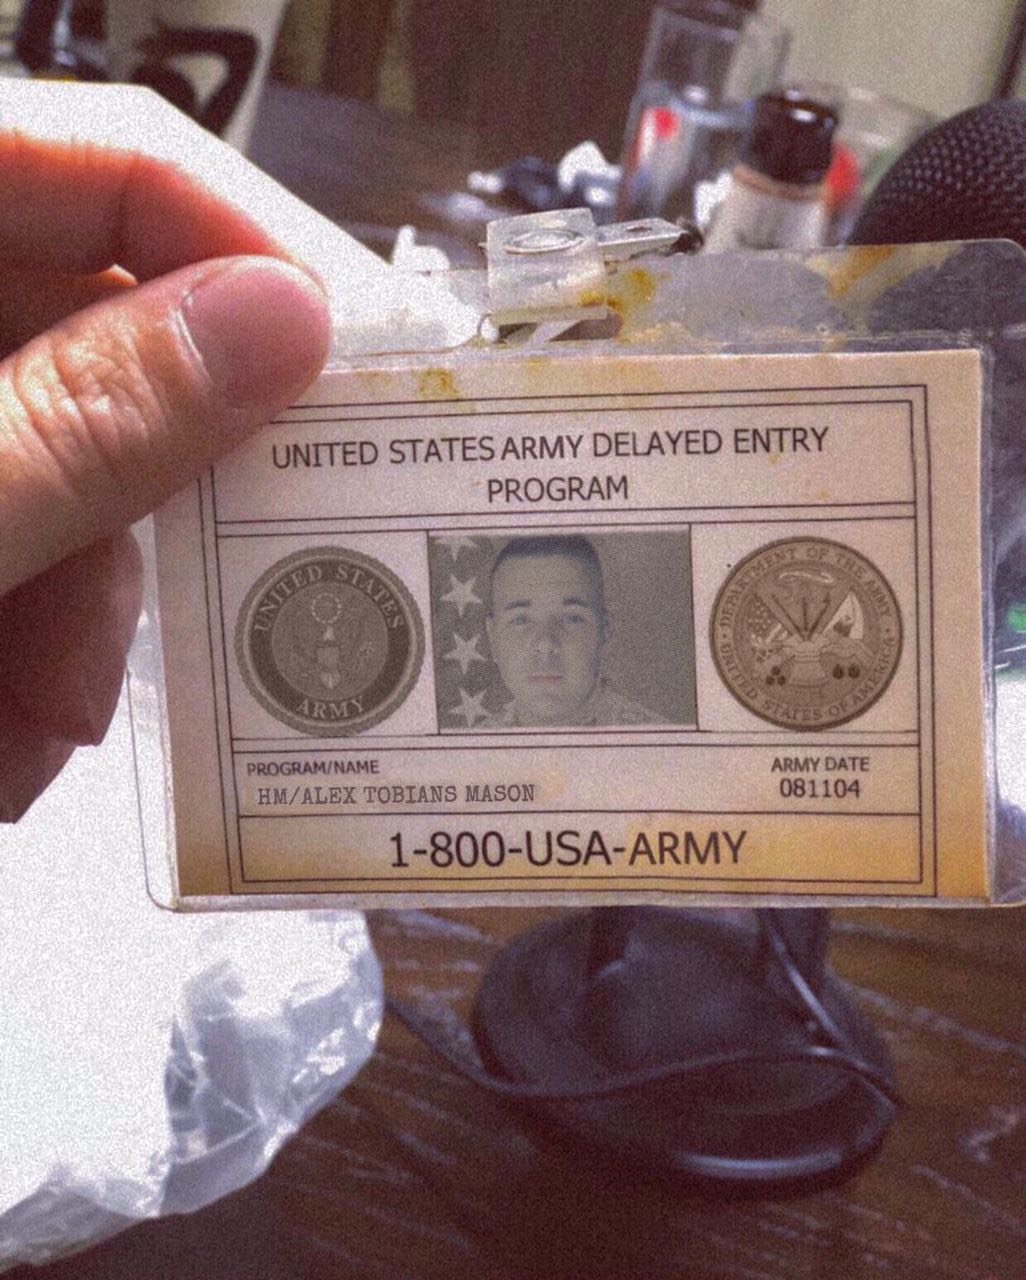 UNITED STATES ARMY DELAYED ENTRY
PROGRAM
UNITED STATES
ARMY
DEPARTMENT OF THE ARMY
UNITED STATES OF AMERICA
PROGRAM/NAME
HM/ALEX TOBIANS MASON
ARMY DATE
081104
1-800-USA-ARMY